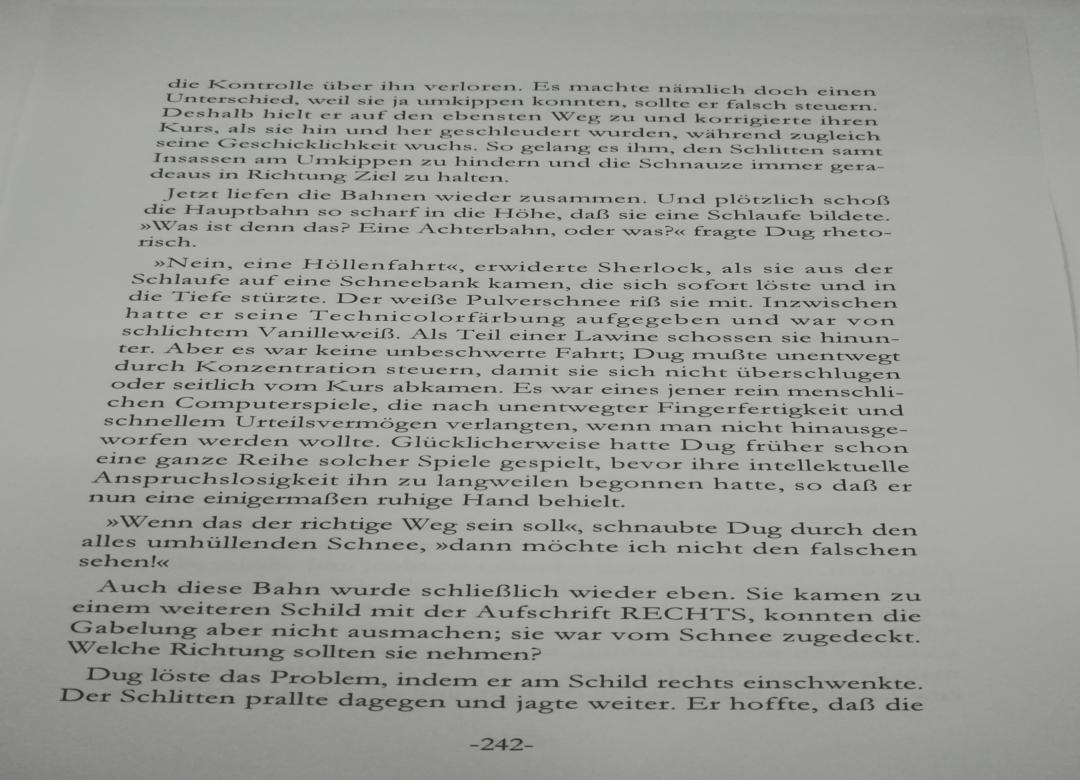 die Kontrolle über ihn verloren. Es machte nämlich doch einen
Unterschied, weil sie ja umkippen konnten, sollte er falsch steuern.
Deshalb hielt er auf den ebensten Weg zu und korrigierte ihren
Kurs, als sie hin und her geschleudert wurden, während zugleich
seine Geschicklichkeit wuchs. So gelang es ihm, den Schlitten samt
Insassen am Umkippen zu hindern und die Schnauze immer gera-
deaus in Richtung Ziel zu halten.
Jetzt liefen die Bahnen wieder zusammen. Und plötzlich schoß
die Hauptbahn so scharf in die Höhe, daß sie eine Schlaufe bildete.
»Was ist denn das? Eine Achterbahn, oder was?« fragte Dug rheto-
risch.
»Nein, eine Höllenfahrt«, erwiderte Sherlock, als sie aus der
Schlaufe auf eine Schneebank kamen, die sich sofort löste und in
die Tiefe stürzte. Der weiße Pulverschnee riß sie mit. Inzwischen
hatte er seine Technicolorfärbung aufgegeben und war von
schlichtem Vanilleweiß. Als Teil einer Lawine schossen sie hinun-
ter. Aber es war keine unbeschwerte Fahrt; Dug mußte unentwegt
durch Konzentration steuern, damit sie sich nicht überschlugen
oder seitlich vom Kurs abkamen. Es war eines jener rein menschli-
chen Computerspiele, die nach unentwegter Fingerfertigkeit und
schnellem Urteilsvermögen verlangten, wenn man nicht hinausge-
worfen werden wollte. Glücklicherweise hatte Dug früher schon
eine ganze Reihe solcher Spiele gespielt, bevor ihre intellektuelle
Anspruchslosigkeit ihn zu langweilen begonnen hatte, so daß er
nun eine einigermaßen ruhige Hand behielt.
»Wenn das der richtige Weg sein soll«, schnaubte Dug durch den
alles umhüllenden Schnee, »dann möchte ich nicht den falschen
sehen!«
Auch diese Bahn wurde schließlich wieder eben. Sie kamen zu
einem weiteren Schild mit der Aufschrift RECHTS, konnten die
Gabelung aber nicht ausmachen; sie war vom Schnee zugedeckt.
Welche Richtung sollten sie nehmen?
Dug löste das Problem, indem er am Schild rechts einschwenkte.
Der Schlitten prallte dagegen und jagte weiter. Er hoffte, daß die
-242-